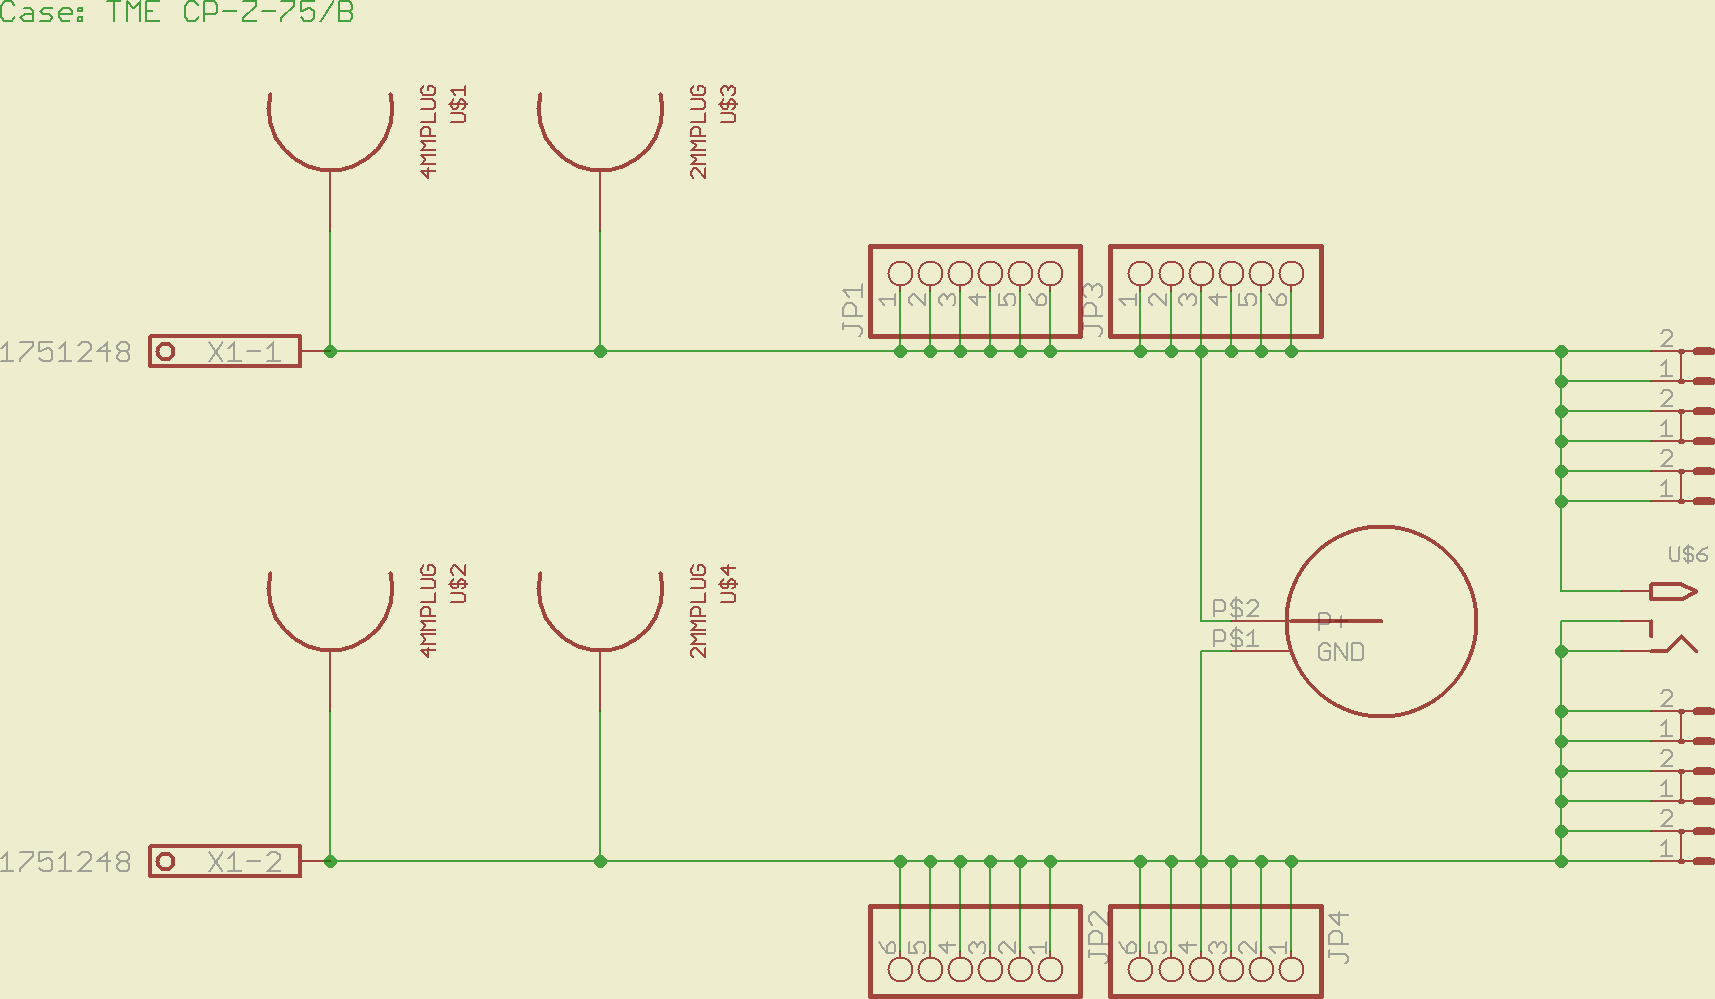 Case: TME CP-Z-75/B
4MMPLUG
U$1
2MMPLUG
U$3
JP1
1 2 3 4 5 6
JP3
1 2 3 4 5 6
1751248
X1-1
2
1
2
1
2
1
4MMPLUG
U$2
2MMPLUG
U$4
U$6
P$2
P+
P$1
GND
2
1
2
1
2
1
1751248
X1-2
6 5 4 3 2 1
JP2
6 5 4 3 2 1
JP4